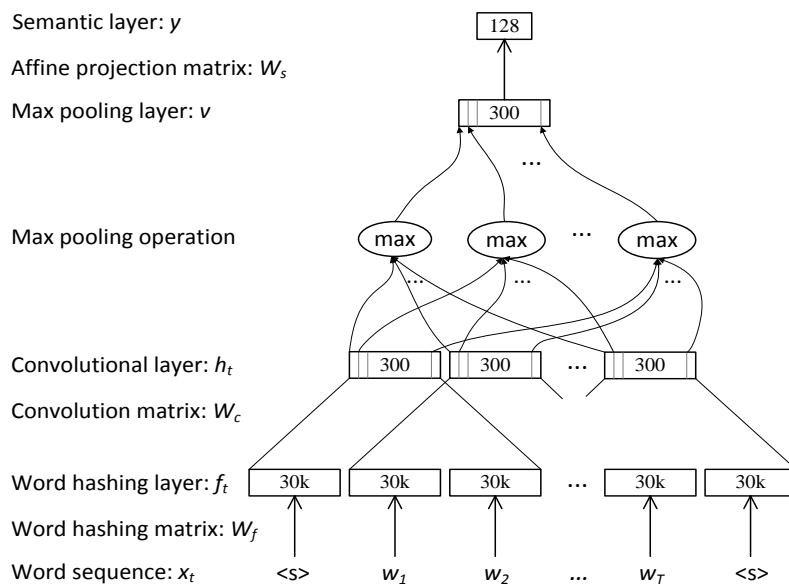 Semantic layer: y 128
Affine projection matrix: Ws
Max pooling layer: v 300
...
Max pooling operation max max ... max
... ... ...
Convolutional layer: ht 300 300 ... 300
Convolution matrix: Wc
Word hashing layer: ft 30k 30k 30k ... 30k 30k
Word hashing matrix: Wf
Word sequence: xt <s> w1 w2 ... wT <s>